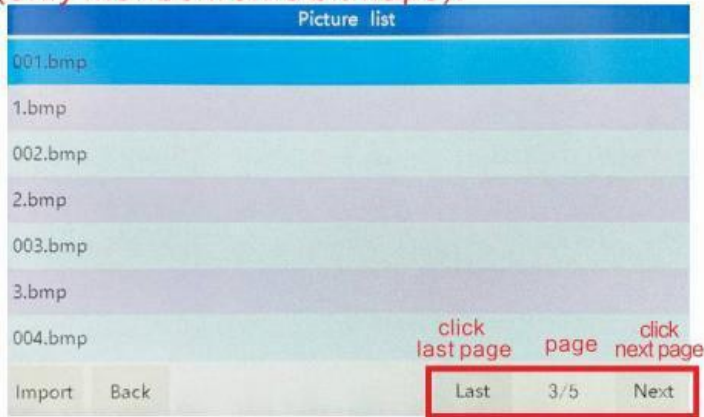 Picture list
001.bmp
1.bmp
002.bmp
2.bmp
003.bmp
3.bmp
004.bmp
click
last page
page
click
next page
Import Back Last 3/5 Next